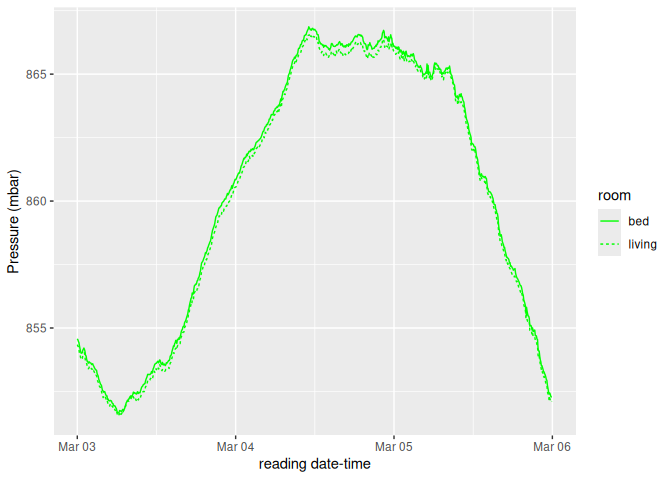 Pressure (mbar)
865
860
855
Mar 03
Mar 04
Mar 05
Mar 06
reading date-time
room
bed
living